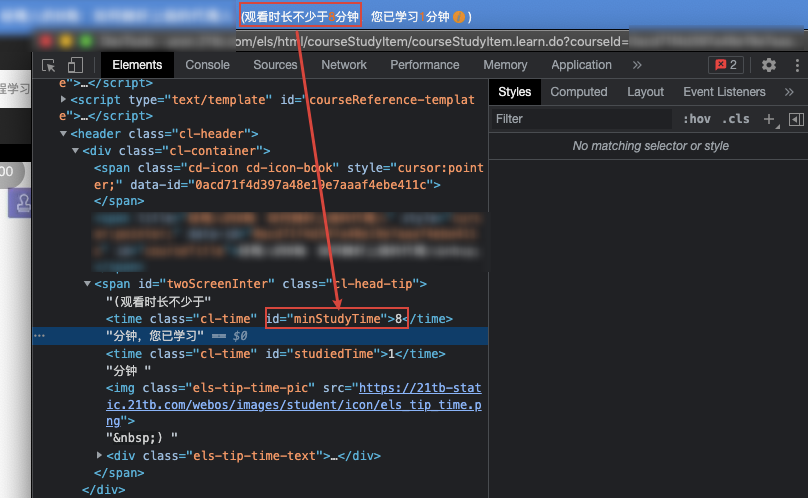 (观看时长不少于8分钟 您已学习1分钟 )
com/els/html/courseStudyItem/courseStudyItem.learn.do?courseId=
Elements Console Sources Network Performance Memory Application » 2
程学习
e">…</script>
<script type="text/template" id="courseReference-templat
e">…</script>
<header class="cl-header">
<div class="cl-container">
<span class="cd-icon cd-icon-book" style="cursor:point
er;" data-id="0acd71f4d397a48e19e7aaaf4ebe411c">
</span>
00
<span id="twoScreenInter" class="cl-head-tip">
"(观看时长不少于"
<time class="cl-time" id="minStudyTime">8</time>
"分钟，您已学习" == $0
<time class="cl-time" id="studiedTime">1</time>
"分钟 "
<img class="els-tip-time-pic" src="https://21tb-stat
ic.21tb.com/webos/images/student/icon/els_tip_time.p
ng">
"&nbsp;) "
<div class="els-tip-time-text">…</div>
</span>
</div>
Styles Computed Layout Event Listeners »
Filter :hov .cls +
No matching selector or style